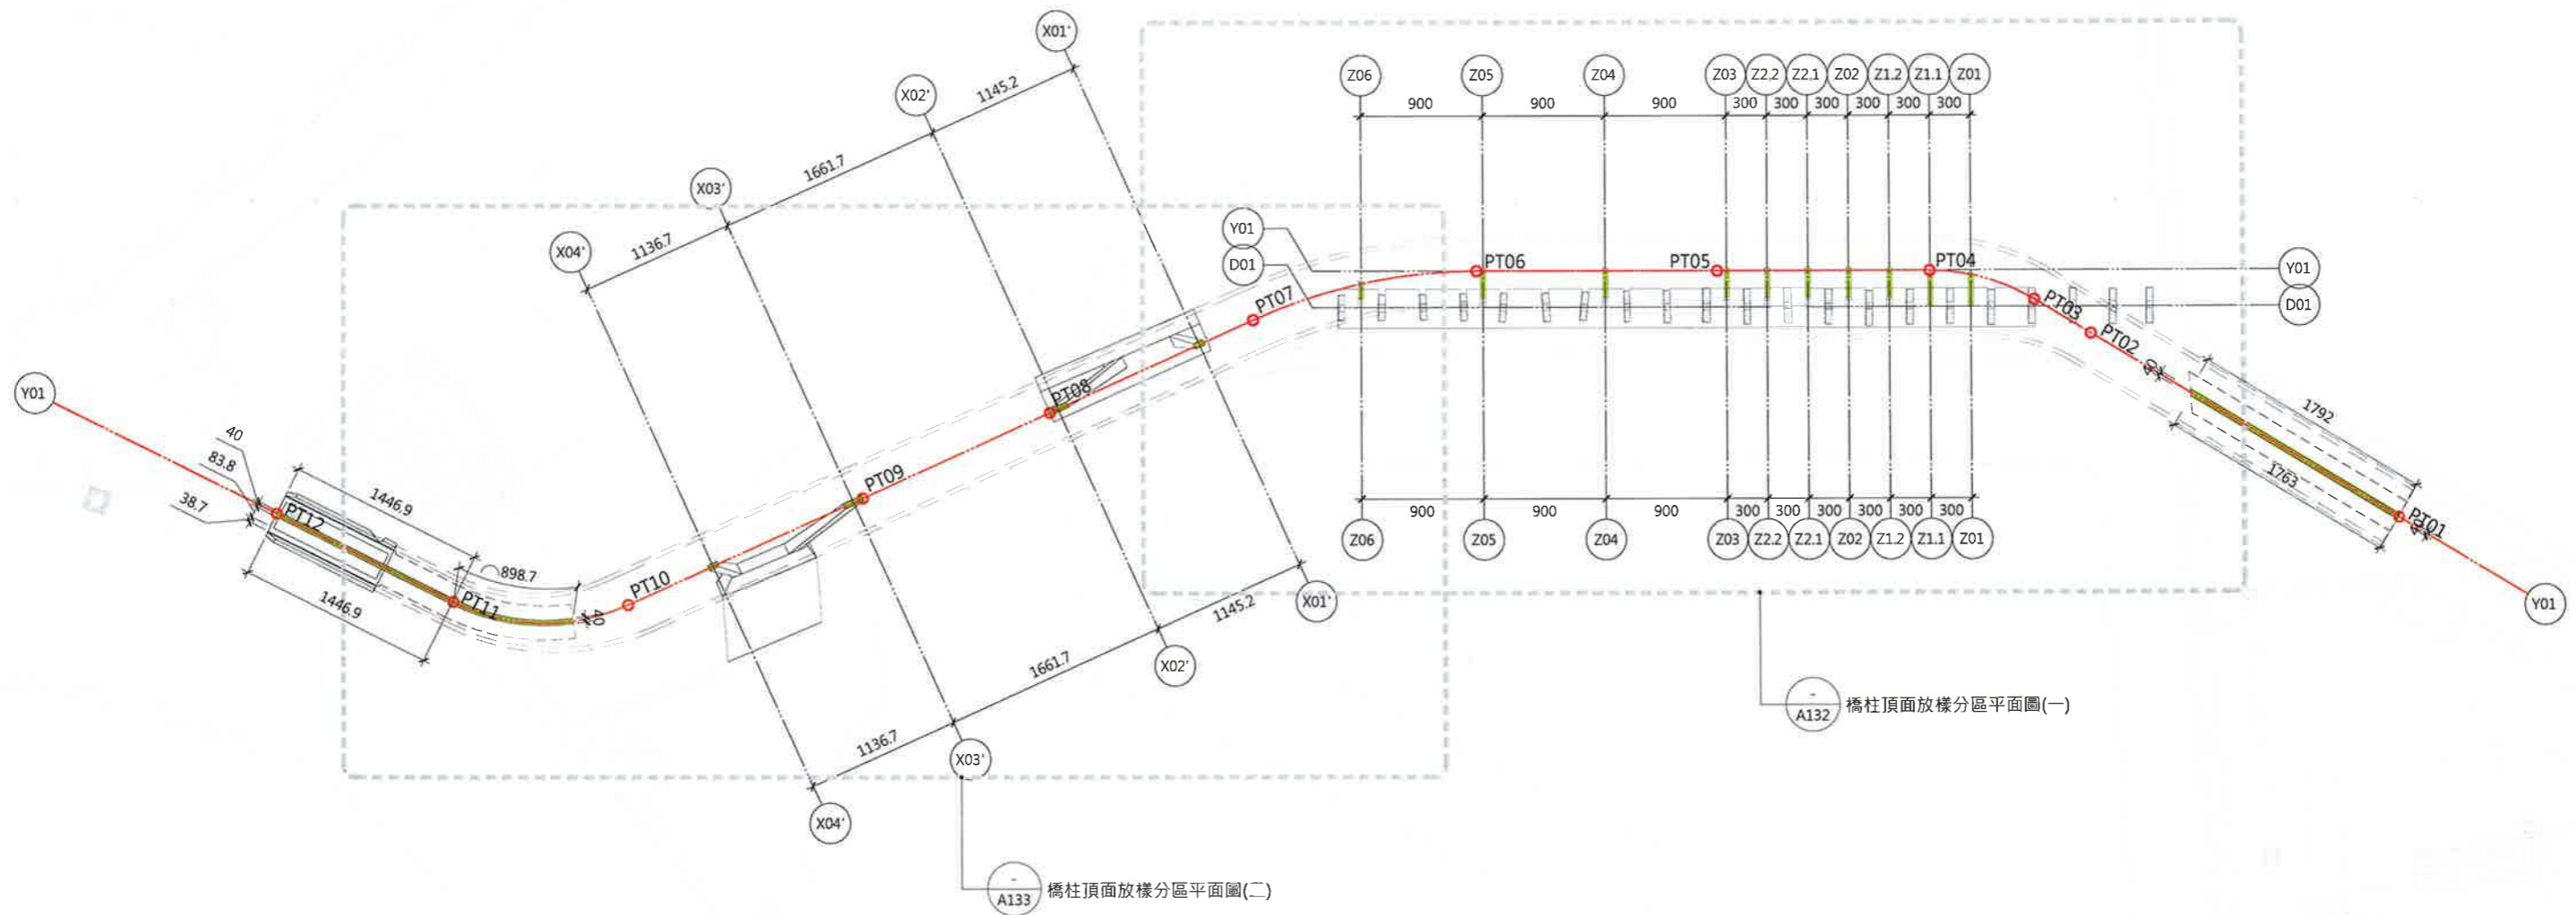 X01'
X02'
1145.2
X03'
1661.7
X04'
1136.7
Z06
Z05
Z04
Z03
Z2.2
Z2.1
Z02
Z1.2
Z1.1
Z01
900
900
900
300
300
300
300
300
300
Y01
D01
PT06
PT05
PT04
Y01
D01
PT07
PT03
PT02
40
1792
1763
PT01
40
Y01
Y01
40
83.8
38.7
1446.9
PT12
1446.9
PT11
898.7
40
PT10
PT09
PT08
900
900
900
300
300
300
300
300
300
Z06
Z05
Z04
Z03
Z2.2
Z2.1
Z02
Z1.2
Z1.1
Z01
X01'
1145.2
X02'
1661.7
X03'
1136.7
X04'
-
A132
橋柱頂面放樣分區平面圖(一)
-
A133
橋柱頂面放樣分區平面圖(二)